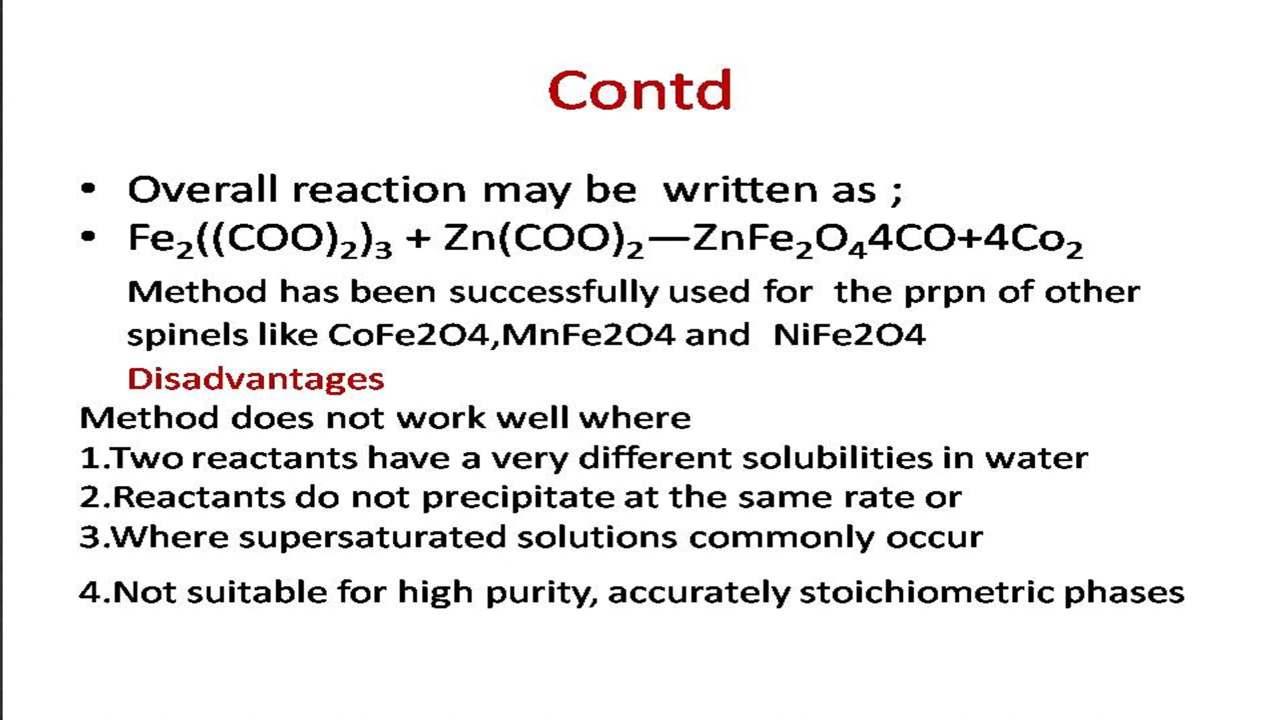 Contd
• Overall reaction may be written as ;
• Fe₂((COO)₂)₃ + Zn(COO)₂—ZnFe₂O₄4CO+4Co₂
Method has been successfully used for the prpn of other
spinels like CoFe2O4,MnFe2O4 and NiFe2O4
Disadvantages
Method does not work well where
1.Two reactants have a very different solubilities in water
2.Reactants do not precipitate at the same rate or
3.Where supersaturated solutions commonly occur
4.Not suitable for high purity, accurately stoichiometric phases